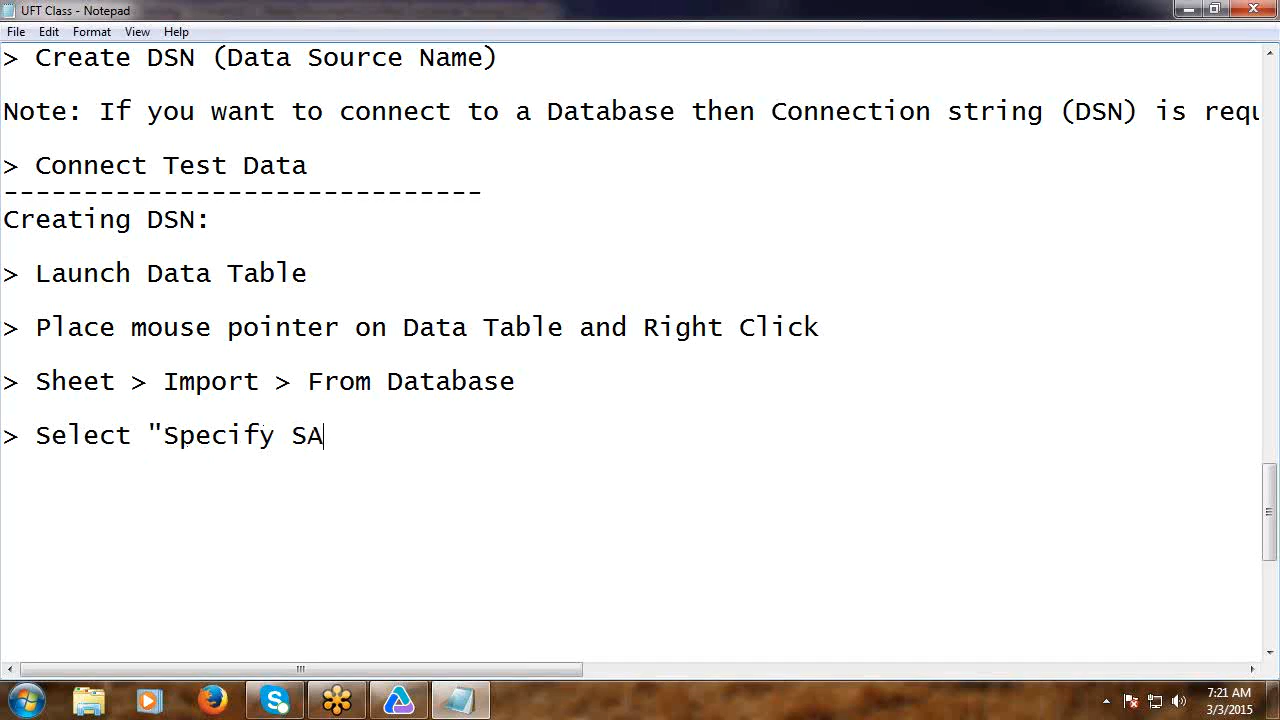 UFT Class - Notepad
File Edit Format View Help
> Create DSN (Data Source Name)
Note: If you want to connect to a Database then Connection string (DSN) is requ
> Connect Test Data
------------------------------
Creating DSN:
> Launch Data Table
> Place mouse pointer on Data Table and Right Click
> Sheet > Import > From Database
> Select "Specify SA
7:21 AM
3/3/2015